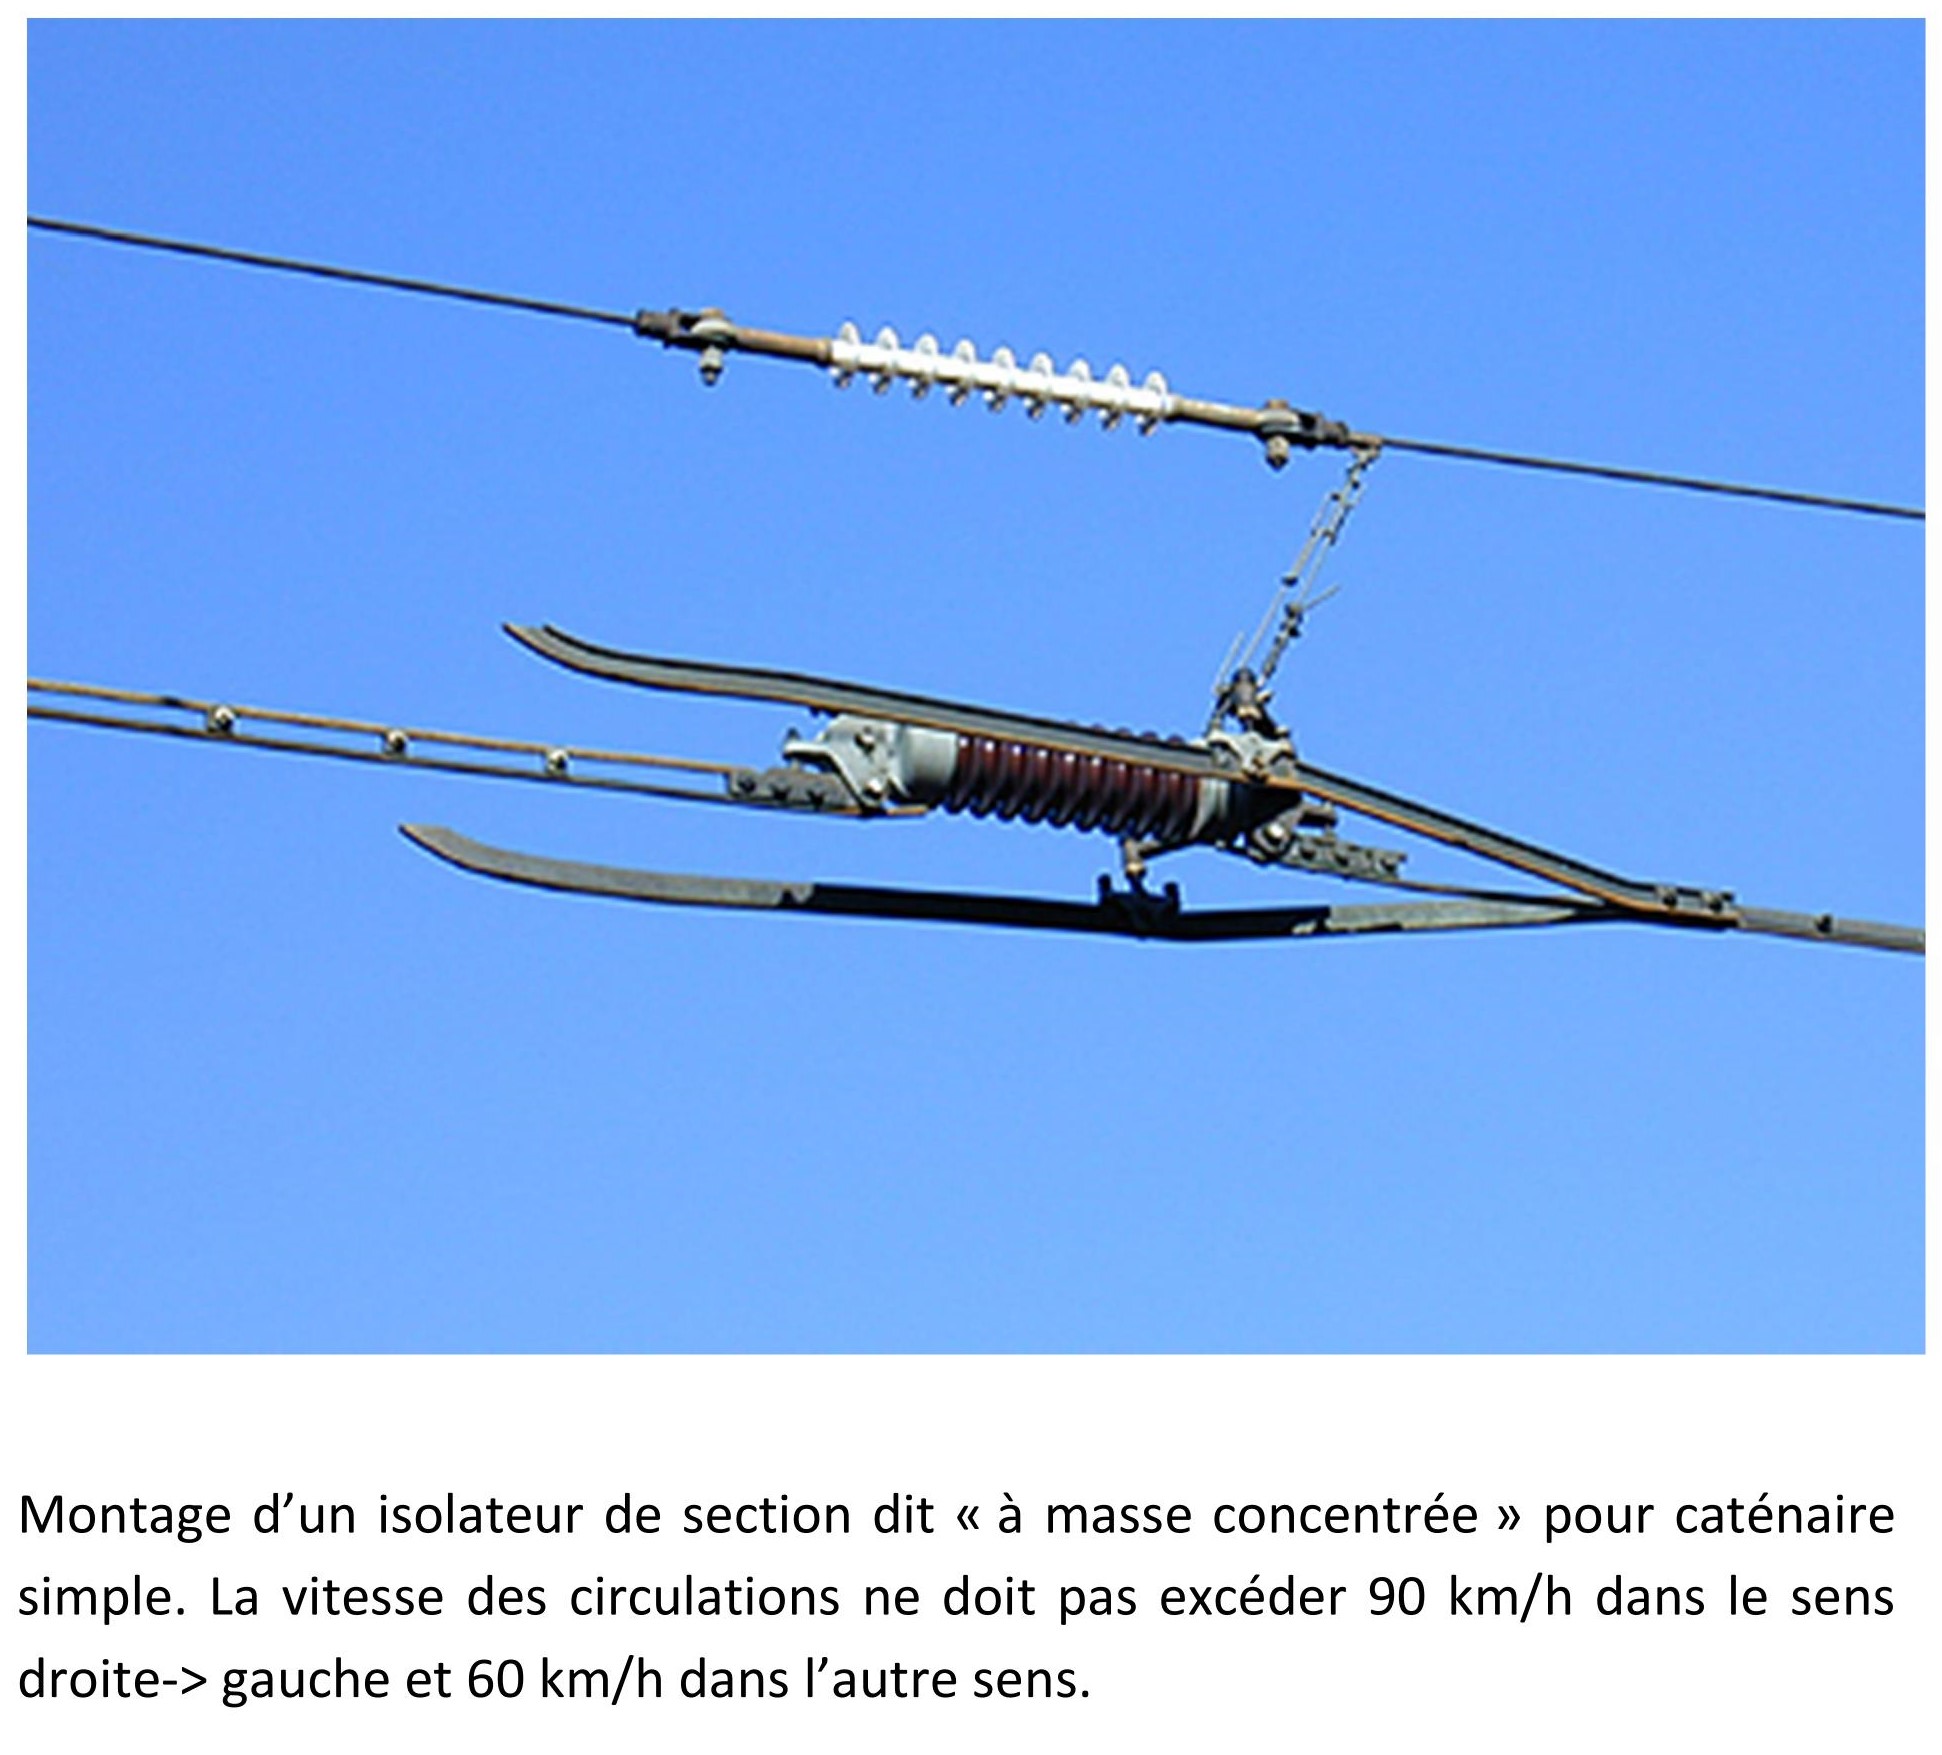 Montage d’un isolateur de section dit « à masse concentrée » pour caténaire
simple. La vitesse des circulations ne doit pas excéder 90 km/h dans le sens
droite-> gauche et 60 km/h dans l’autre sens.